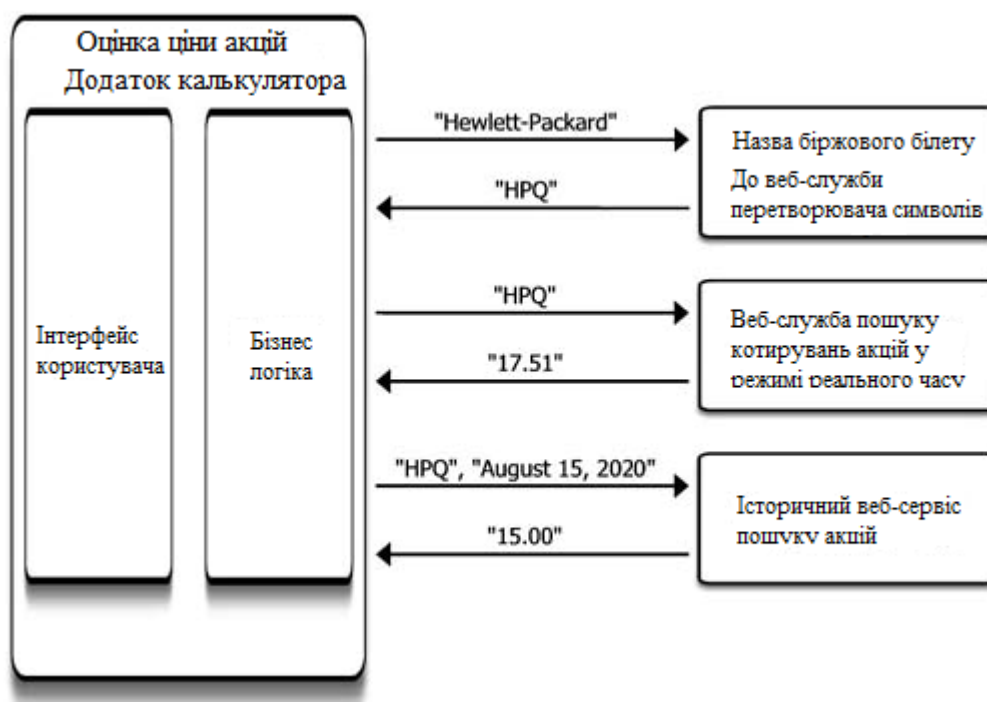 Оцінка ціни акцій
Додаток калькулятора
Інтерфейс
користувача
Бізнес
логіка
"Hewlett-Packard"
"HPQ"
Назва біржового білету
До веб-служби
перетворювача символів
"HPQ"
"17.51"
Веб-служба пошуку
котирувань акцій у
режимі реального часу
"HPQ", "August 15, 2020"
"15.00"
Історичний веб-сервіс
пошуку акцій